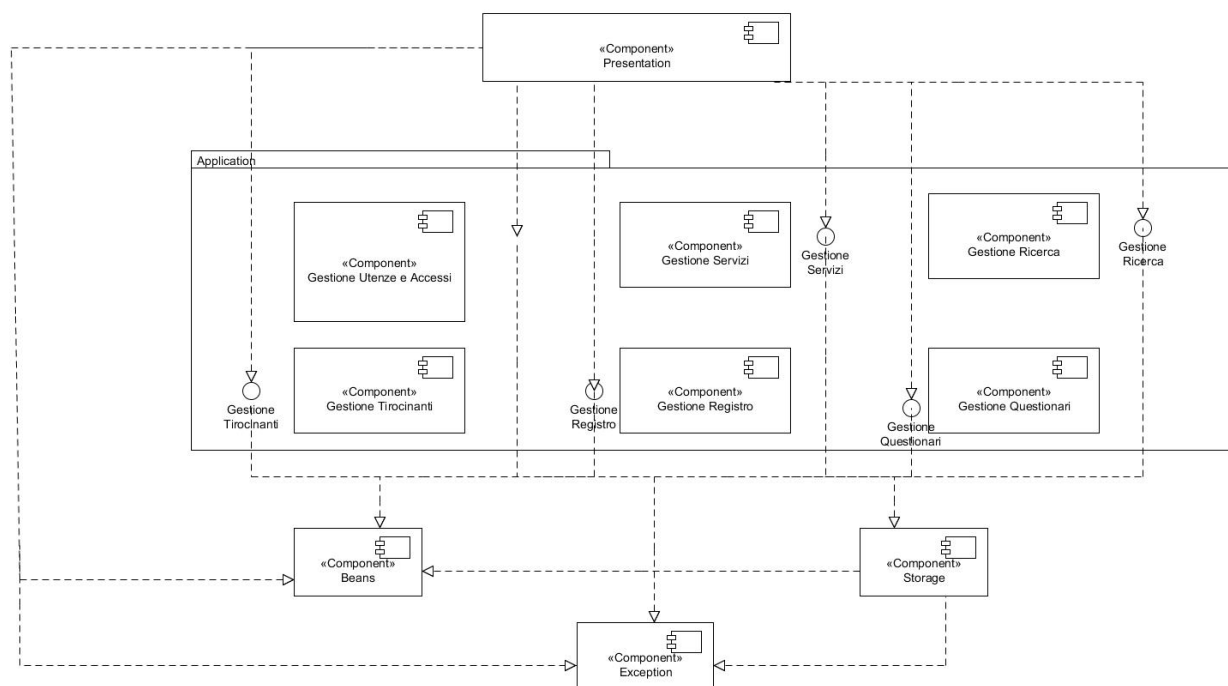 «Component»
Presentation
Application
«Component»
Gestione Utenze e Accessi
«Component»
Gestione Servizi
Gestione
Servizi
«Component»
Gestione Ricerca
Gestione
Ricerca
«Component»
Gestione Tirocinanti
Gestione
Tirocinanti
«Component»
Gestione Registro
Gestione
Registro
«Component»
Gestione Questionari
Gestione
Questionari
«Component»
Beans
«Component»
Storage
«Component»
Exception